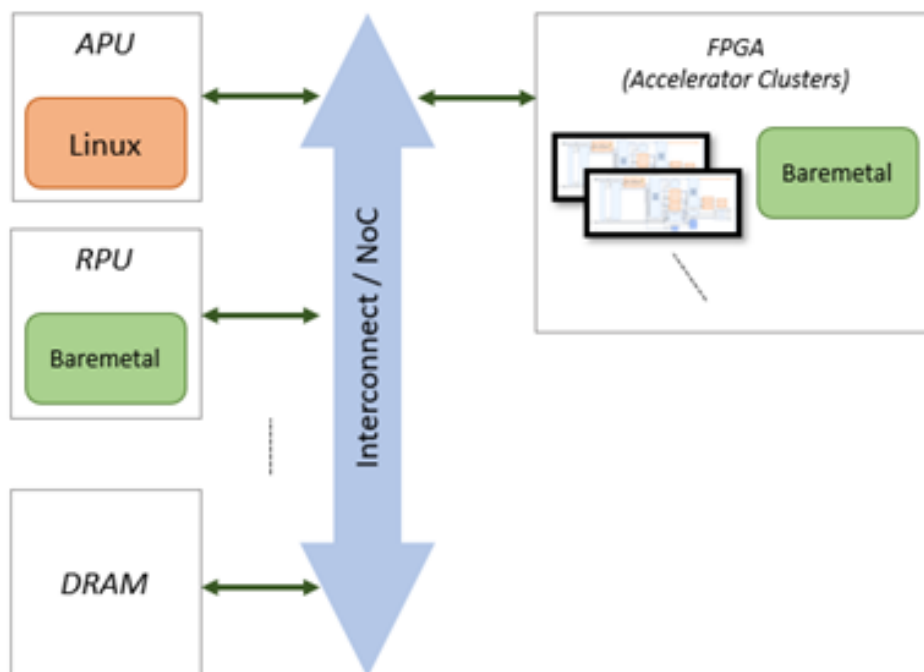 APU
Linux
RPU
Baremetal
DRAM
Interconnect / NoC
FPGA
(Accelerator Clusters)
Baremetal